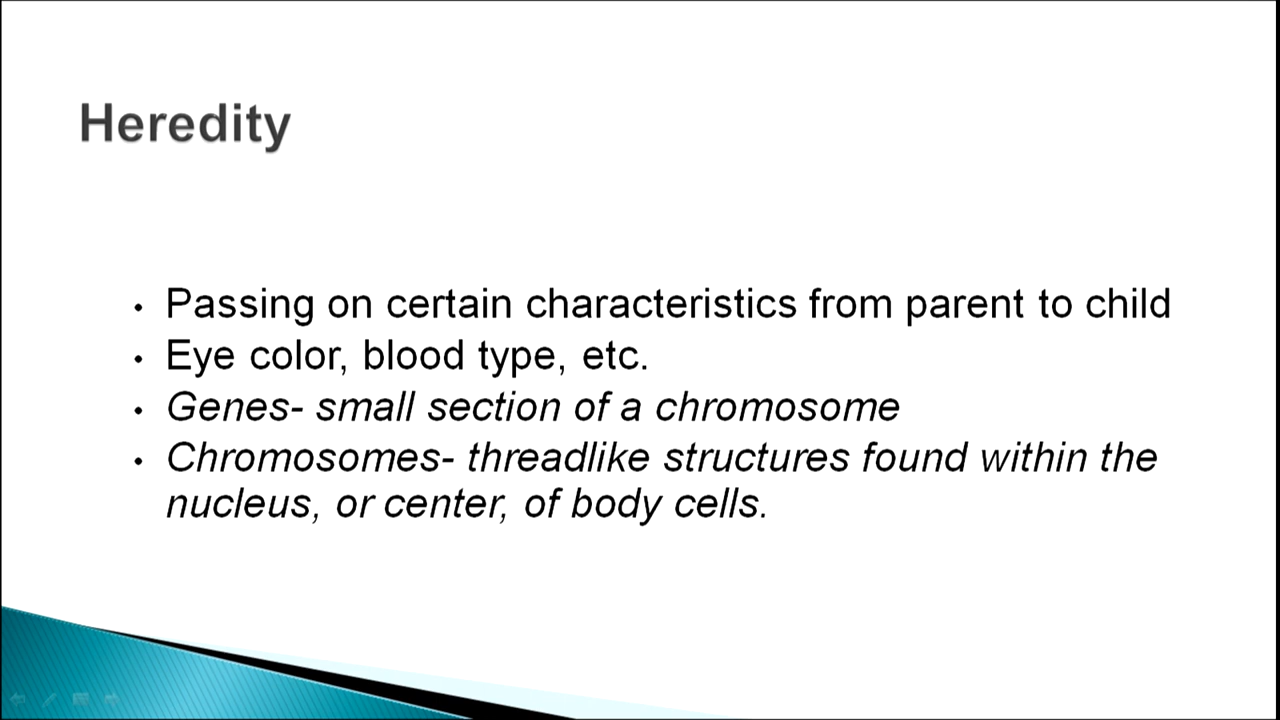 Heredity
• Passing on certain characteristics from parent to child
• Eye color, blood type, etc.
• Genes- small section of a chromosome
• Chromosomes- threadlike structures found within the
nucleus, or center, of body cells.